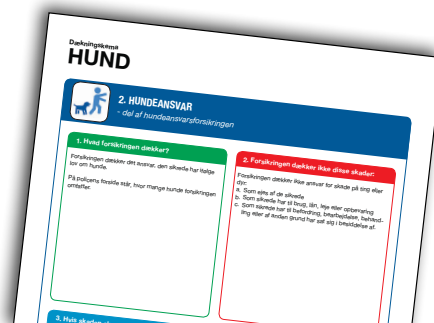 Dækningskema
HUND
2. HUNDEANSVAR
- del af hundeansvarsforsikringen
1. Hvad forsikringen dækker?
Forsikringen dækker det ansvar, den sikrede har ifølge
lov om hunde.
På policens forside står, hvor mange hunde forsikringen
omfatter.
2. Forsikringen dækker ikke disse skader:
Forsikringen dækker ikke ansvar for skade på ting eller
dyr:
a. Som ejes af de sikrede
b. Som sikrede har til brug, lån, leje eller opbevaring
c. Som sikrede har til befordring, bearbejdelse, behand-
ling eller af anden grund har sat sig i besiddelse af.
3. Hvis skaden